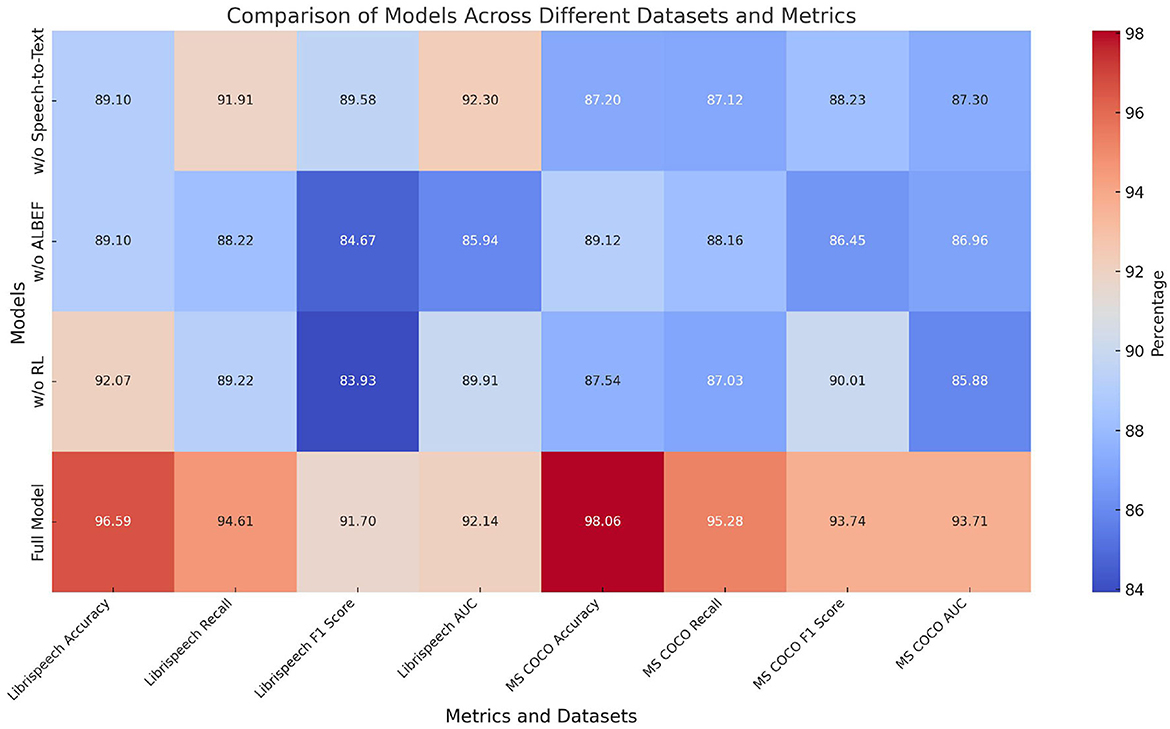 Comparison of Models Across Different Datasets and Metrics
w/o Speech-to-Text
89.10 91.91 89.58 92.30 87.20 87.12 88.23 87.30
w/o ALBEF
89.10 88.22 84.67 85.94 89.12 88.16 86.45 86.96
w/o RL
92.07 89.22 83.93 89.91 87.54 87.03 90.01 85.88
Full Model
96.59 94.61 91.70 92.14 98.06 95.28 93.74 93.71
Models
Librispeech Accuracy
Librispeech Recall
Librispeech F1 Score
Librispeech AUC
MS COCO Accuracy
MS COCO Recall
MS COCO F1 Score
MS COCO AUC
Metrics and Datasets
98
96
94
92
90
88
86
84
Percentage